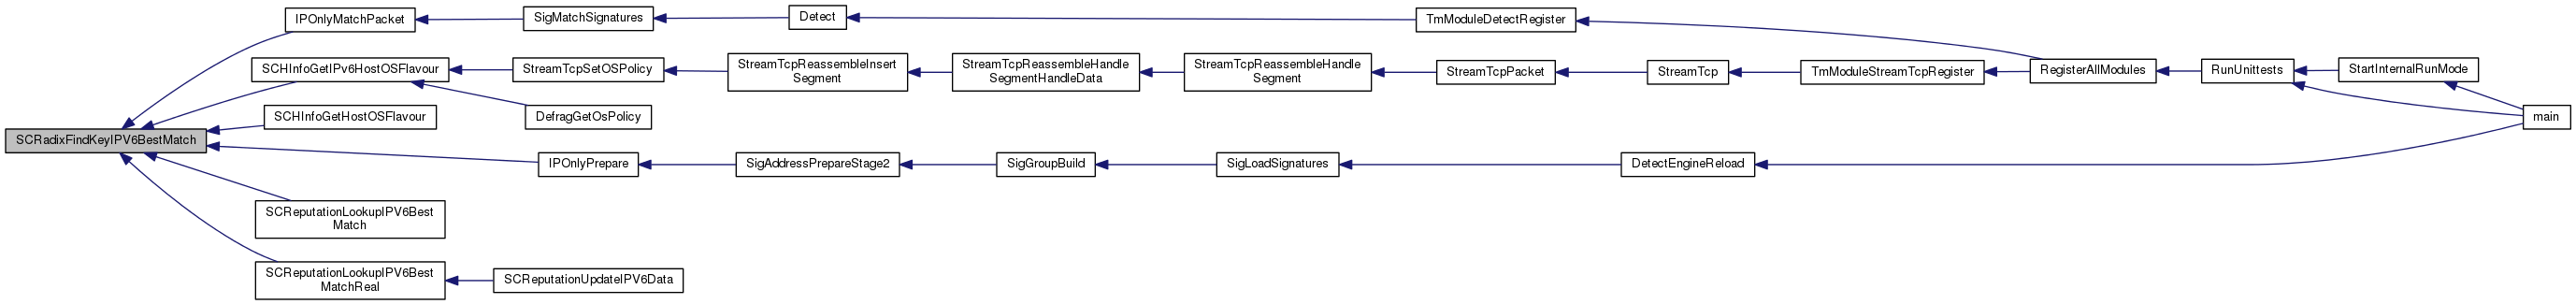 IPOnlyMatchPacket
SigMatchSignatures
Detect
TmModuleDetectRegister
SCHInfoGetIPv6HostOSFlavour
StreamTcpSetOSPolicy
StreamTcpReassembleInsert
Segment
StreamTcpReassembleHandle
SegmentHandleData
StreamTcpReassembleHandle
Segment
StreamTcpPacket
StreamTcp
TmModuleStreamTcpRegister
RegisterAllModules
RunUnittests
StartInternalRunMode
SCHInfoGetHostOSFlavour
DefragGetOsPolicy
main
SCRadixFindKeyIPV6BestMatch
IPOnlyPrepare
SigAddressPrepareStage2
SigGroupBuild
SigLoadSignatures
DetectEngineReload
SCReputationLookupIPV6Best
Match
SCReputationLookupIPV6Best
MatchReal
SCReputationUpdateIPV6Data